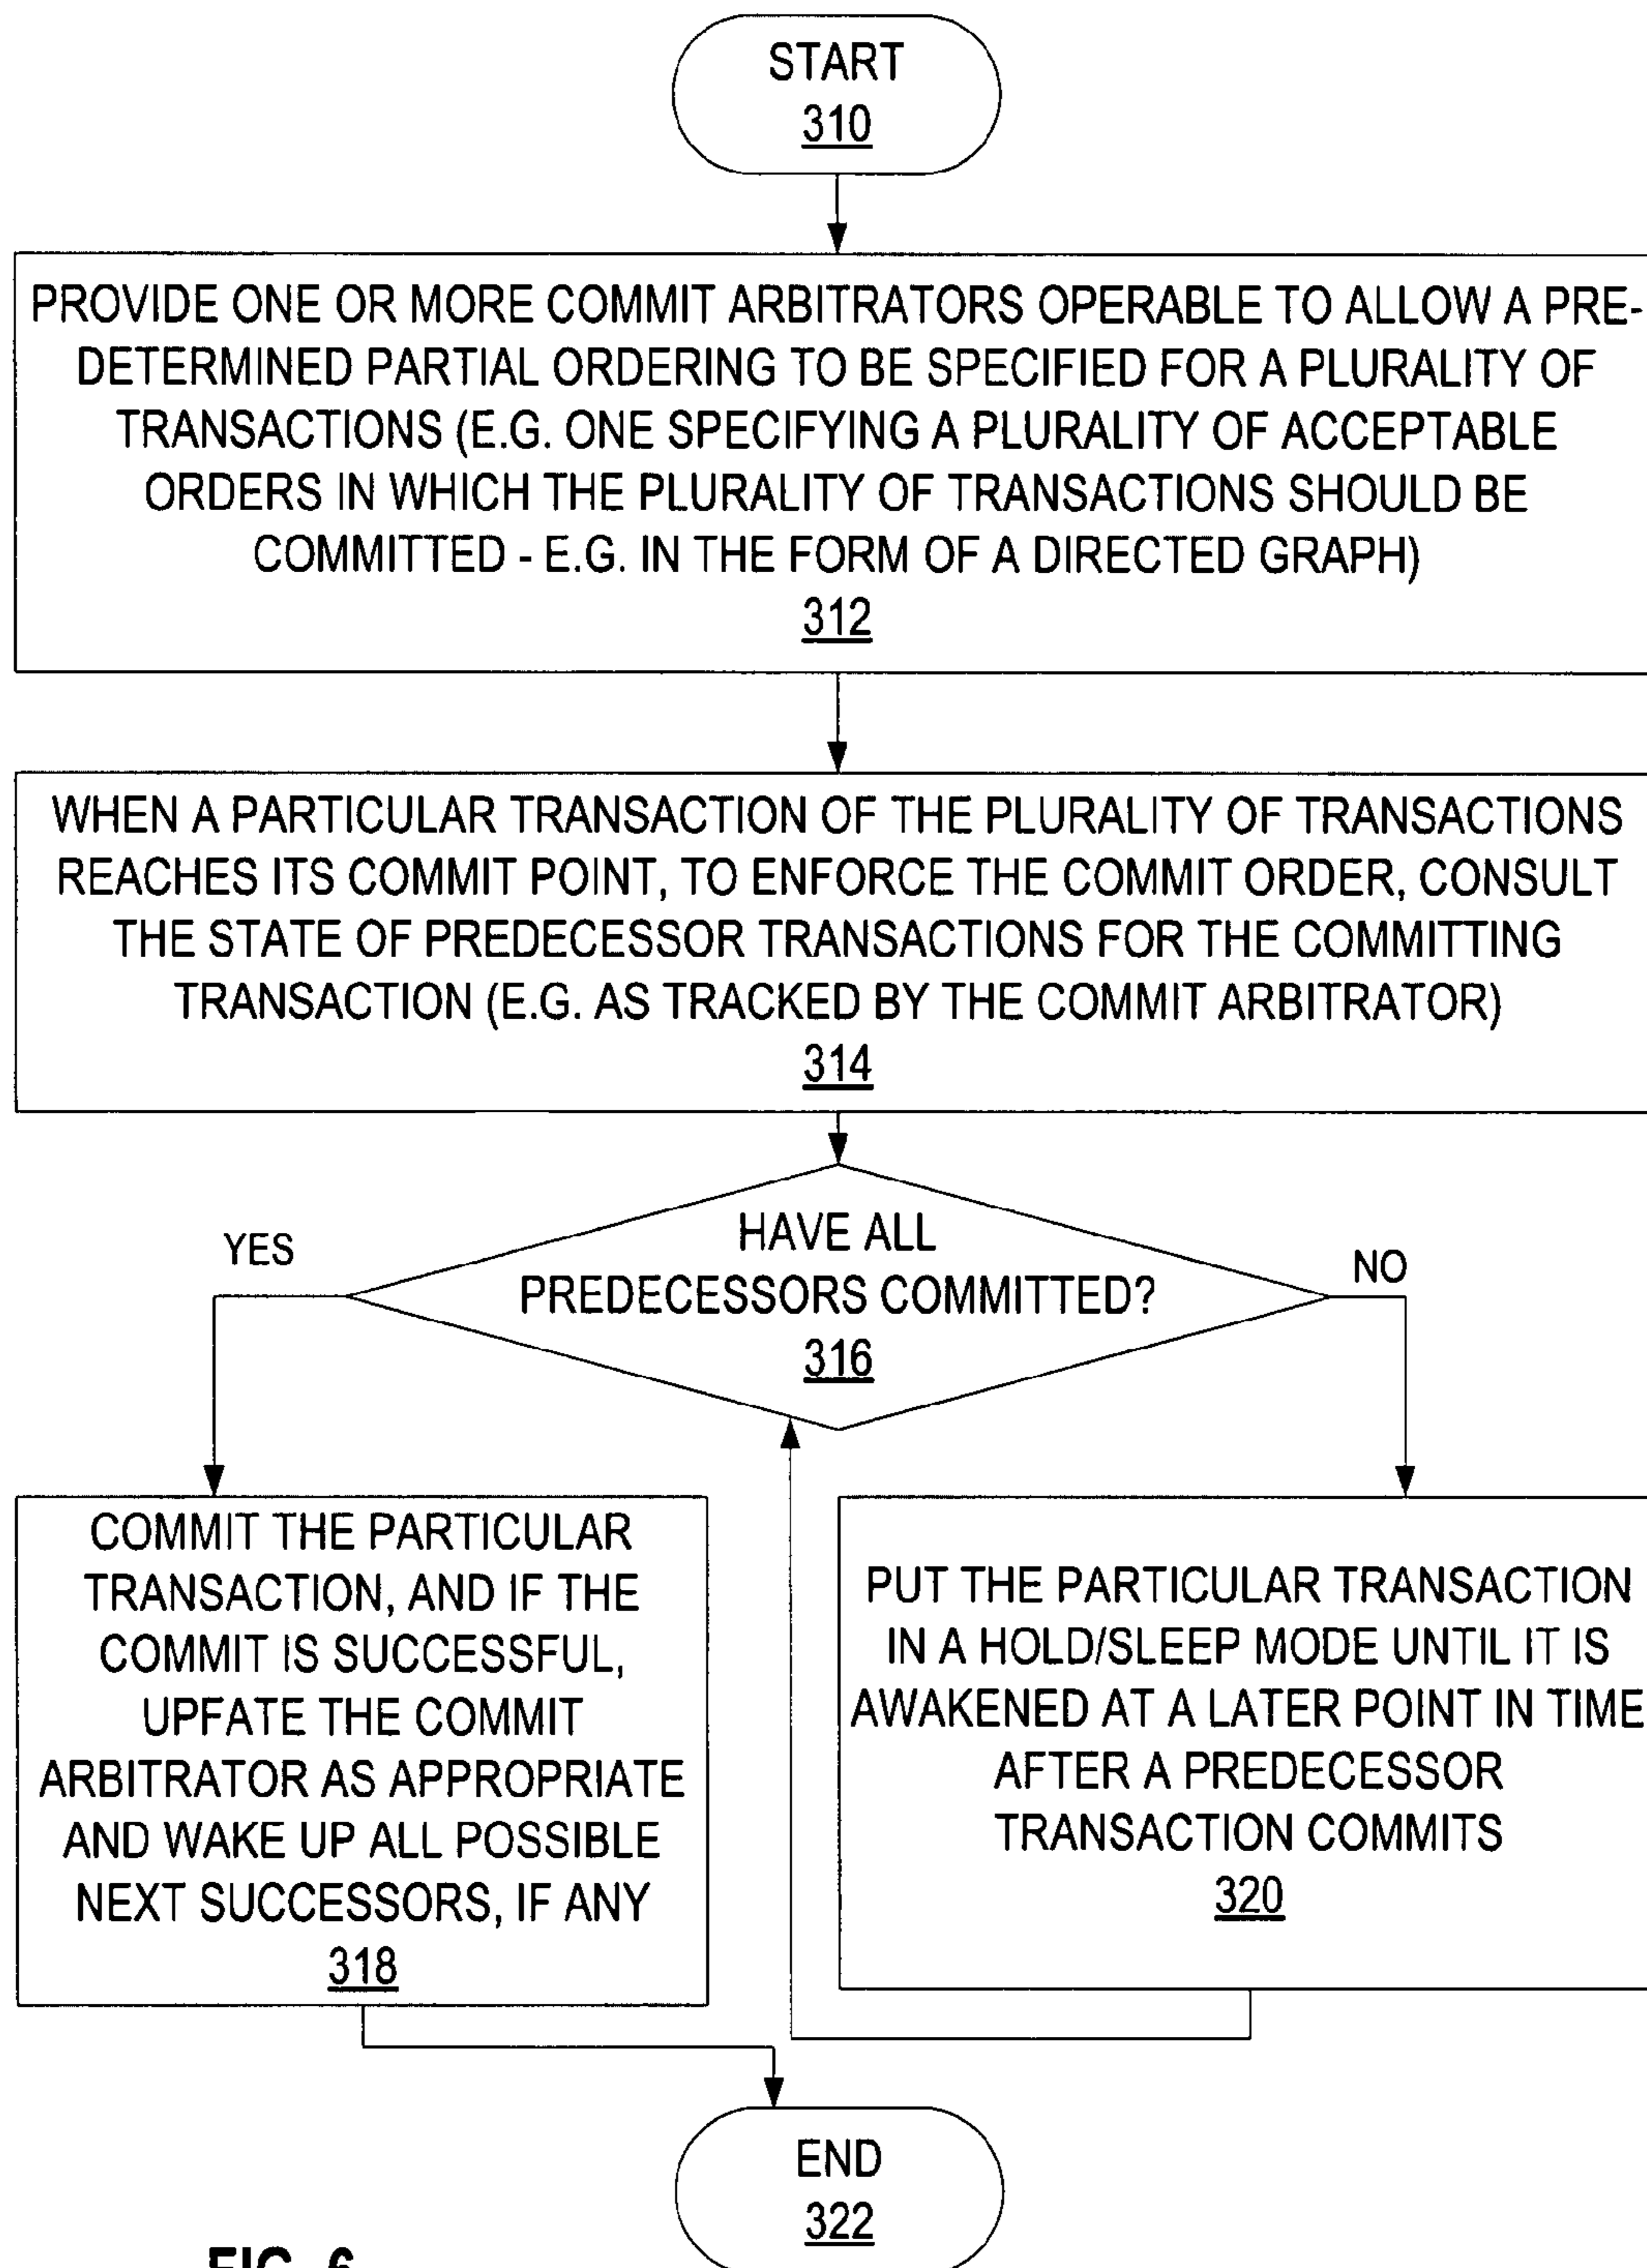 START
310
PROVIDE ONE OR MORE COMMIT ARBITRATORS OPERABLE TO ALLOW A PRE-
DETERMINED PARTIAL ORDERING TO BE SPECIFIED FOR A PLURALITY OF
TRANSACTIONS (E.G. ONE SPECIFYING A PLURALITY OF ACCEPTABLE
ORDERS IN WHICH THE PLURALITY OF TRANSACTIONS SHOULD BE
COMMITTED - E.G. IN THE FORM OF A DIRECTED GRAPH)
312
WHEN A PARTICULAR TRANSACTION OF THE PLURALITY OF TRANSACTIONS
REACHES ITS COMMIT POINT, TO ENFORCE THE COMMIT ORDER, CONSULT
THE STATE OF PREDECESSOR TRANSACTIONS FOR THE COMMITTING
TRANSACTION (E.G. AS TRACKED BY THE COMMIT ARBITRATOR)
314
HAVE ALL
PREDECESSORS COMMITTED?
316
YES
NO
COMMIT THE PARTICULAR
TRANSACTION, AND IF THE
COMMIT IS SUCCESSFUL,
UPFATE THE COMMIT
ARBITRATOR AS APPROPRIATE
AND WAKE UP ALL POSSIBLE
NEXT SUCCESSORS, IF ANY
318
PUT THE PARTICULAR TRANSACTION
IN A HOLD/SLEEP MODE UNTIL IT IS
AWAKENED AT A LATER POINT IN TIME
AFTER A PREDECESSOR
TRANSACTION COMMITS
320
END
322
FIG. 6